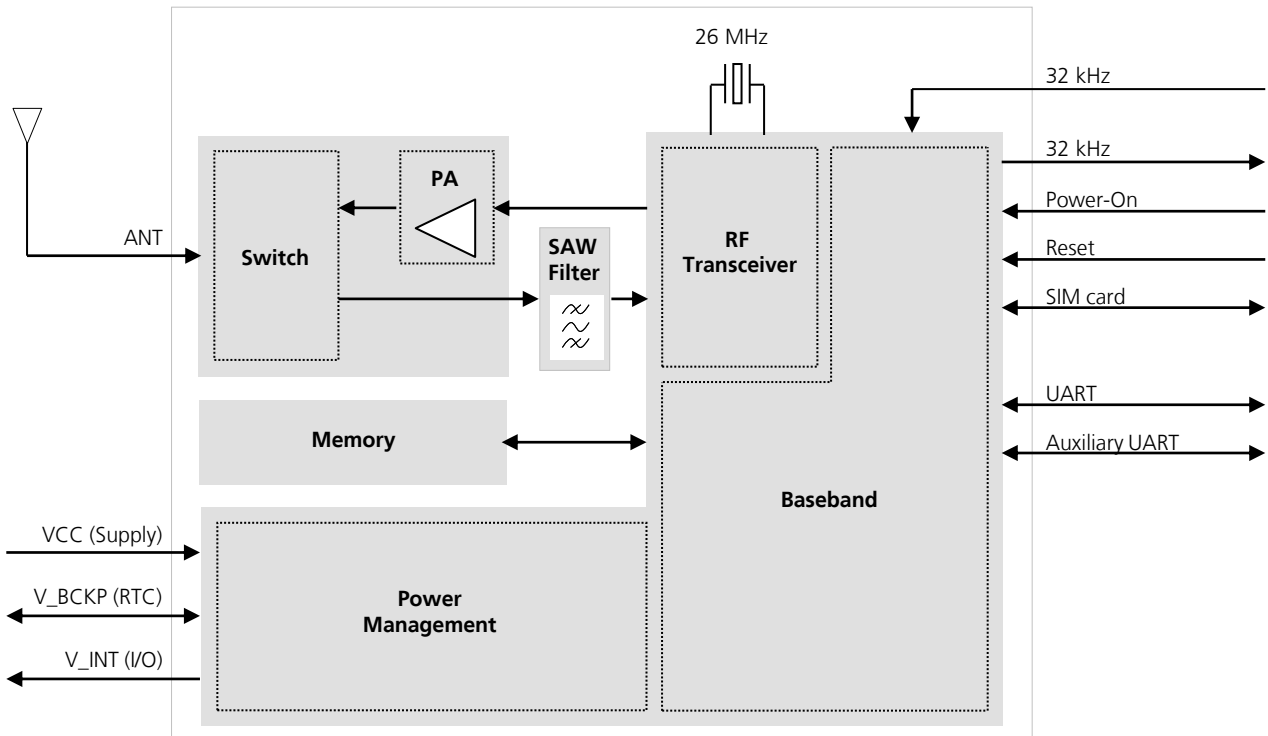 26 MHz
32 kHz
32 kHz
PA
Power-On
ANT
Switch
SAW
Filter
RF
Transceiver
Reset
SIM card
UART
Memory
Auxiliary UART
Baseband
VCC (Supply)
V_BCKP (RTC)
Power
Management
V_INT (I/O)